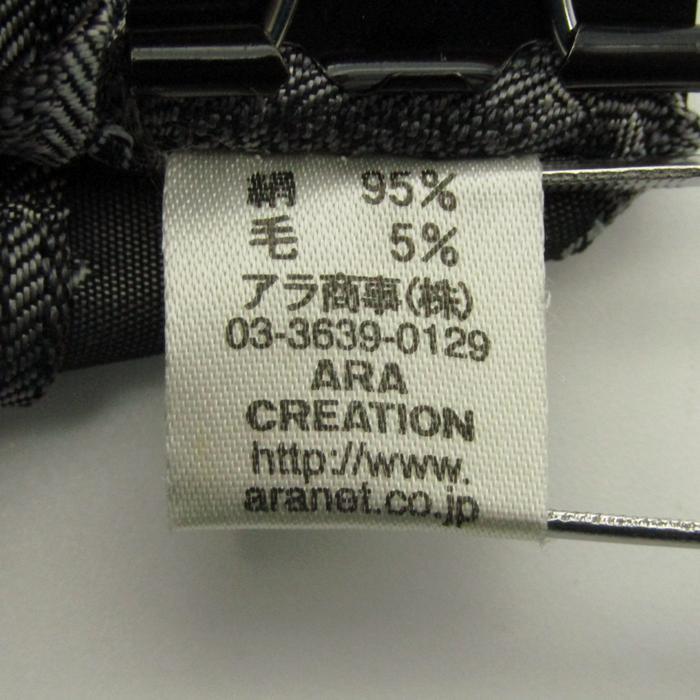 絹 95%
毛 5%
アラ商事(株)
03-3639-0129
ARA
CREATION
http://www.
aranet.co.jp